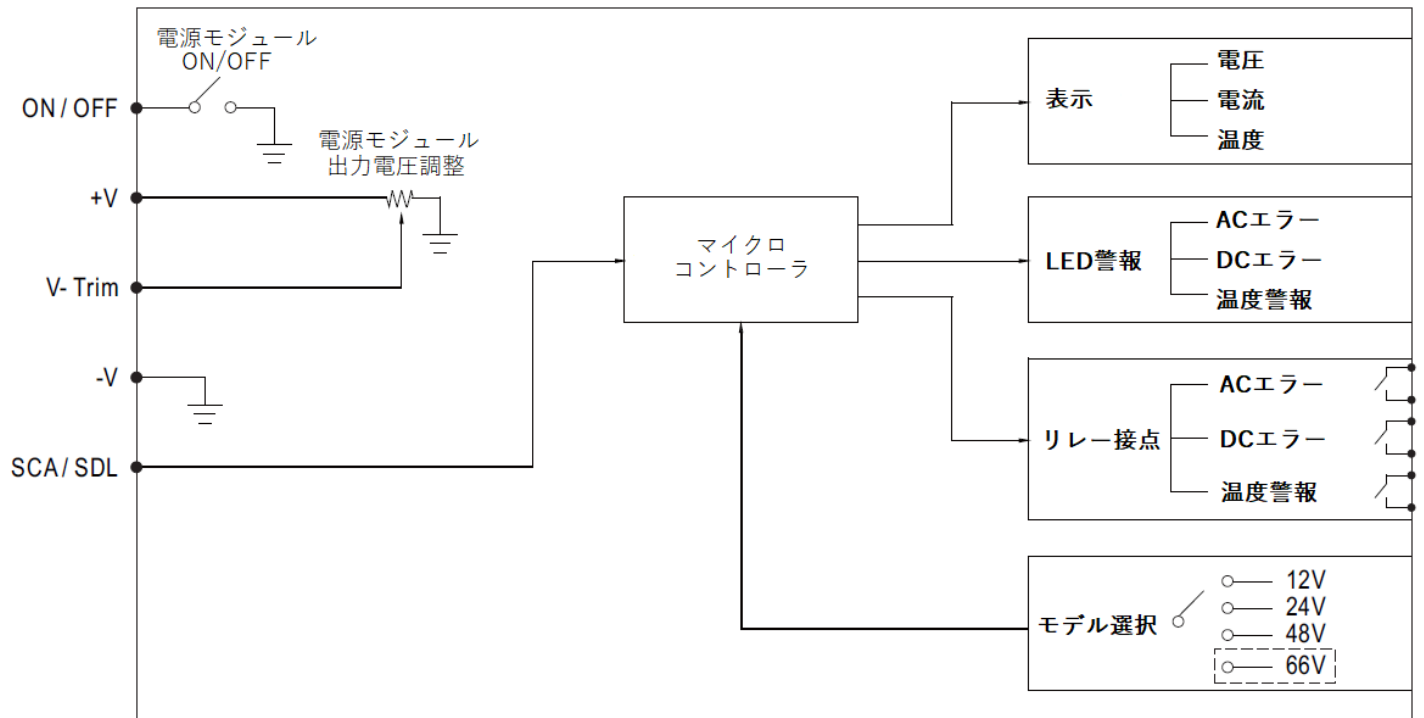 電源モジュール
ON/OFF
ON / OFF
電源モジュール
出力電圧調整
+V
V- Trim
-V
SCA / SDL
マイクロ
コントローラ
表示
電圧
電流
温度
LED警報
ACエラー
DCエラー
温度警報
リレー接点
ACエラー
DCエラー
温度警報
モデル選択
12V
24V
48V
66V